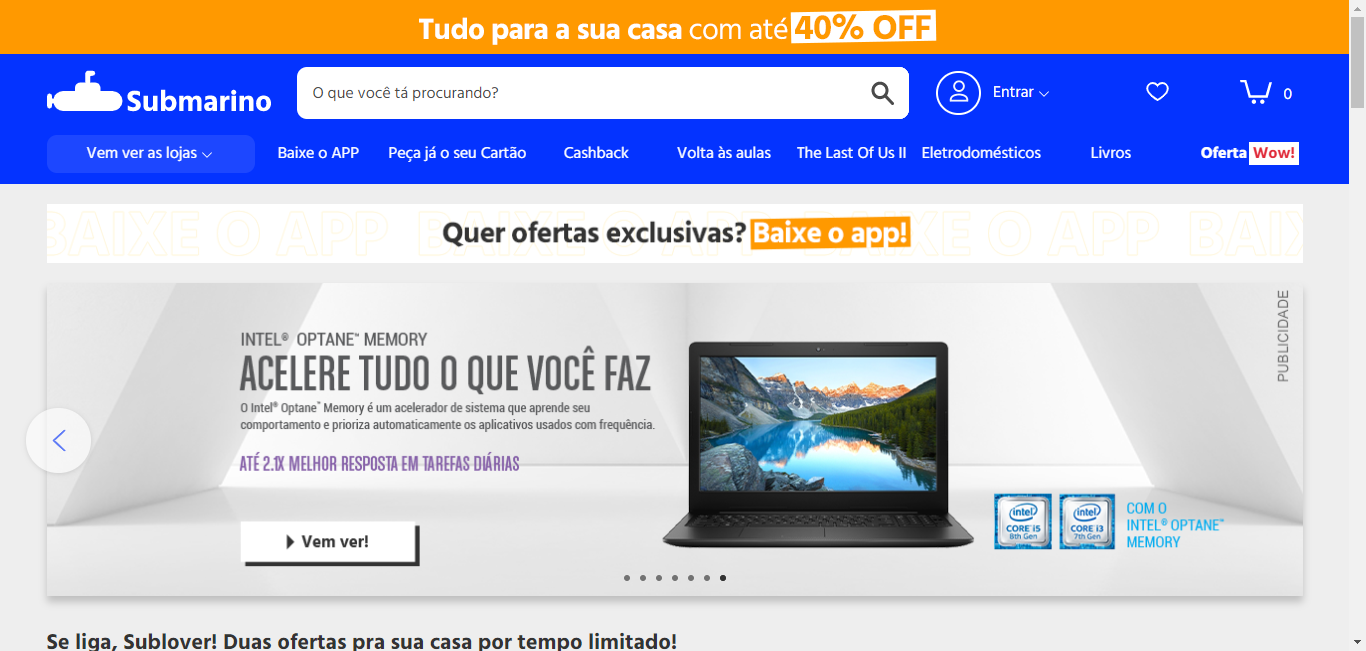 Tudo para a sua casa com até 40% OFF
Submarino
O que você tá procurando?
Entrar
0
Vem ver as lojas
Baixe o APP
Peça já o seu Cartão
Cashback
Volta às aulas
The Last Of Us II
Eletrodomésticos
Livros
Oferta Wow!
BAIXE O APP BAIXE O APP BAIXE O APP BAIX
Quer ofertas exclusivas? Baixe o app!
PUBLICIDADE
INTEL® OPTANE™ MEMORY
ACELERE TUDO O QUE VOCÊ FAZ
O Intel® Optane™ Memory é um acelerador de sistema que aprende seu
comportamento e prioriza automaticamente os aplicativos usados com frequência.
ATÉ 2.1X MELHOR RESPOSTA EM TAREFAS DIÁRIAS
Vem ver!
intel
CORE i5
8th Gen
intel
CORE i3
7th Gen
COM O
INTEL® OPTANE™
MEMORY
Se liga, Sublover! Duas ofertas pra sua casa por tempo limitado!